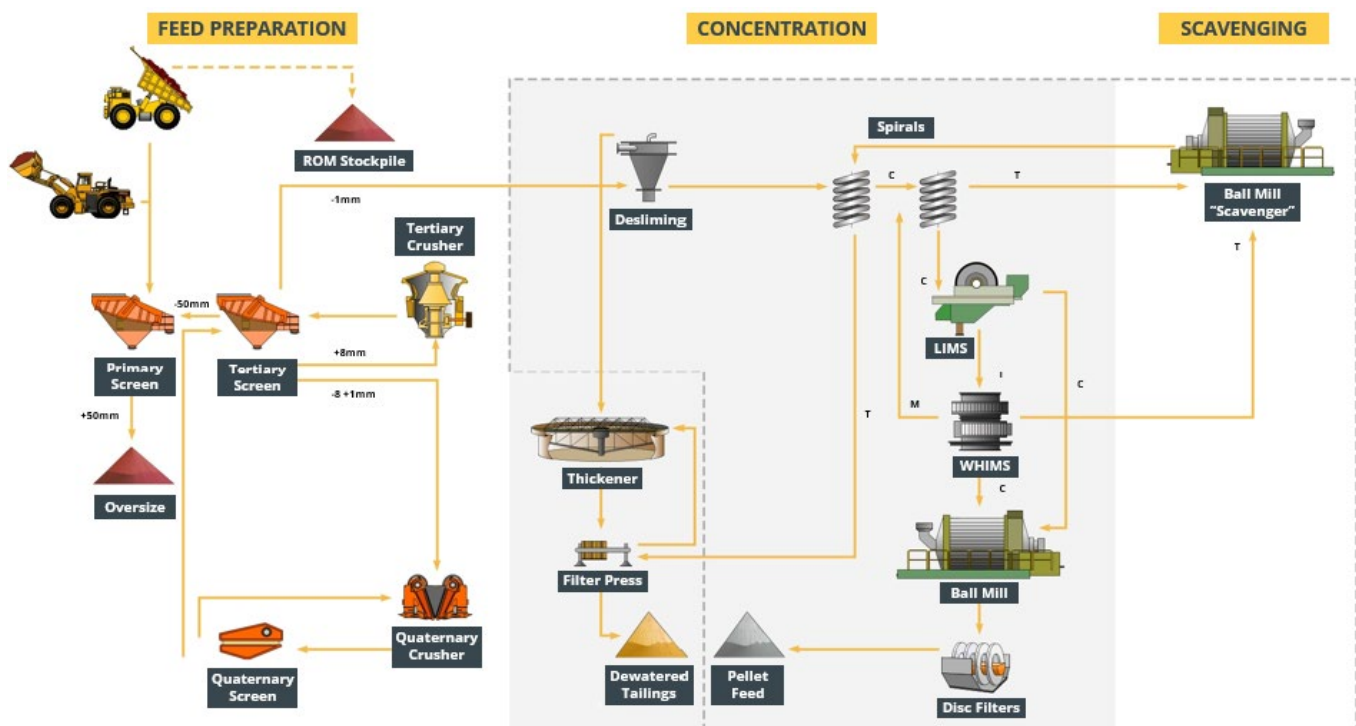 FEED PREPARATION
CONCENTRATION
SCAVENGING
ROM Stockpile
-1mm
Desliming
Spirals
C
T
Ball Mill
“Scavenger”
Tertiary
Crusher
-50mm
C
T
LIMS
Primary
Screen
Tertiary
Screen
+8mm
-8 +1mm
I
C
+50mm
M
T
WHIMS
Oversize
Thickener
C
Filter Press
Ball Mill
Quaternary
Crusher
Quaternary
Screen
Dewatered
Tailings
Pellet
Feed
Disc Filters